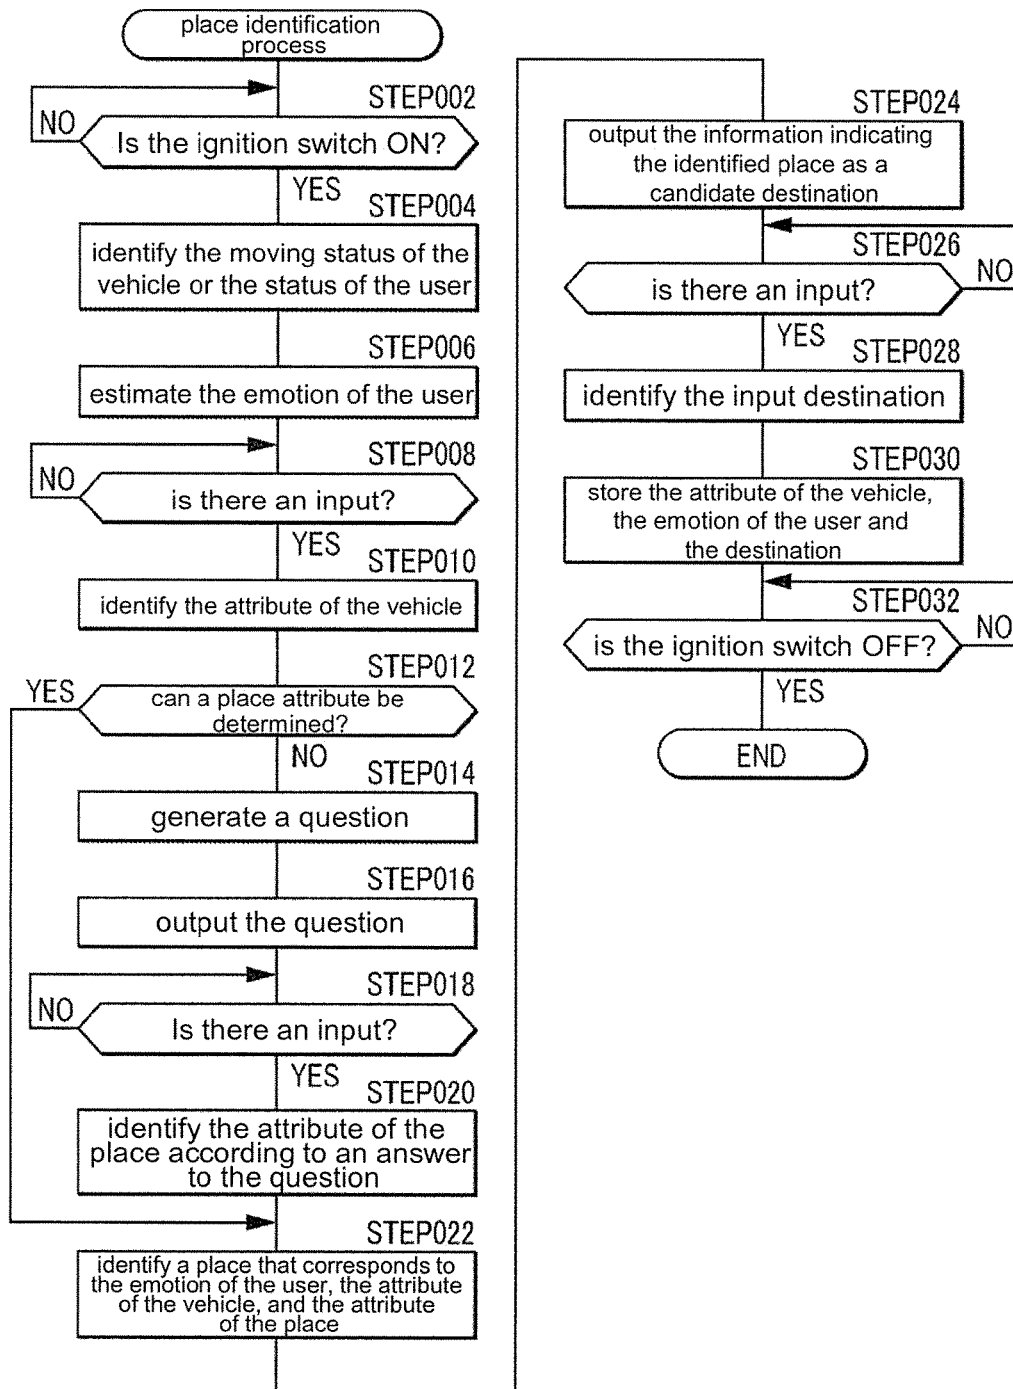 place identification
process
STEP002
NO
Is the ignition switch ON?
YES
STEP004
identify the moving status of the
vehicle or the status of the user
STEP006
estimate the emotion of the user
STEP008
NO
is there an input?
YES
STEP010
identify the attribute of the vehicle
STEP012
YES
can a place attribute be
determined?
NO
STEP014
generate a question
STEP016
output the question
STEP018
NO
Is there an input?
YES
STEP020
identify the attribute of the
place according to an answer
to the question
STEP022
identify a place that corresponds to
the emotion of the user, the attribute
of the vehicle, and the attribute
of the place
STEP024
output the information indicating
the identified place as a
candidate destination
STEP026
NO
is there an input?
YES
STEP028
identify the input destination
STEP030
store the attribute of the vehicle,
the emotion of the user and
the destination
STEP032
NO
is the ignition switch OFF?
YES
END